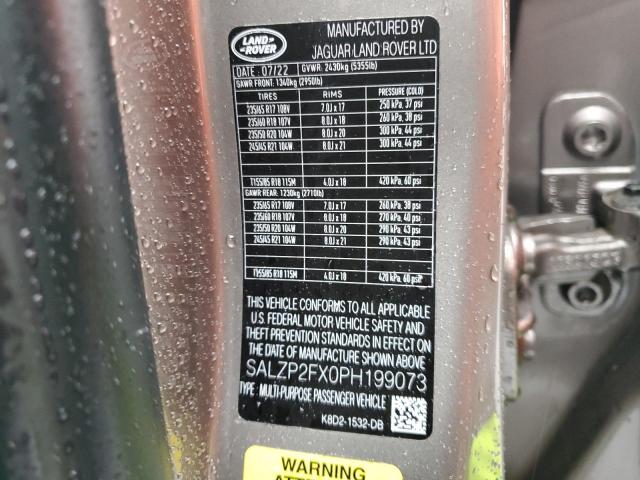 LAND ROVER
MANUFACTURED BY
JAGUAR LAND ROVER LTD
DATE : 07/22 GVWR: 2430kg (5355lb)
GAWR FRONT: 1340kg (2950lb)
TIRES RIMS PRESSURE (COLD)
235/65 R17 108V 7.0J x 17 250 kPa, 37 psi
235/60 R18 107V 8.0J x 18 260 kPa, 38 psi
235/50 R20 104W 8.0J x 20 300 kPa, 44 psi
245/45 R21 104W 8.0J x 21 300 kPa, 44 psi
T155/85 R18 115M 4.0J x 18 420 kPa, 60 psi
GAWR REAR: 1230kg (2710lb)
235/65 R17 108V 7.0J x 17 260 kPa, 38 psi
235/60 R18 107V 8.0J x 18 270 kPa, 40 psi
235/50 R20 104W 8.0J x 20 290 kPa, 43 psi
245/45 R21 104W 8.0J x 21 290 kPa, 43 psi
T155/85 R18 115M 4.0J x 18 420 kPa, 60 psi
THIS VEHICLE CONFORMS TO ALL APPLICABLE
U.S. FEDERAL MOTOR VEHICLE SAFETY AND
THEFT PREVENTION STANDARDS IN EFFECT ON
THE DATE OF MANUFACTURE SHOWN ABOVE.
SALZP2FX0PH199073
TYPE : MULTI-PURPOSE PASSENGER VEHICLE
K8D2-1532-DB
WARNING